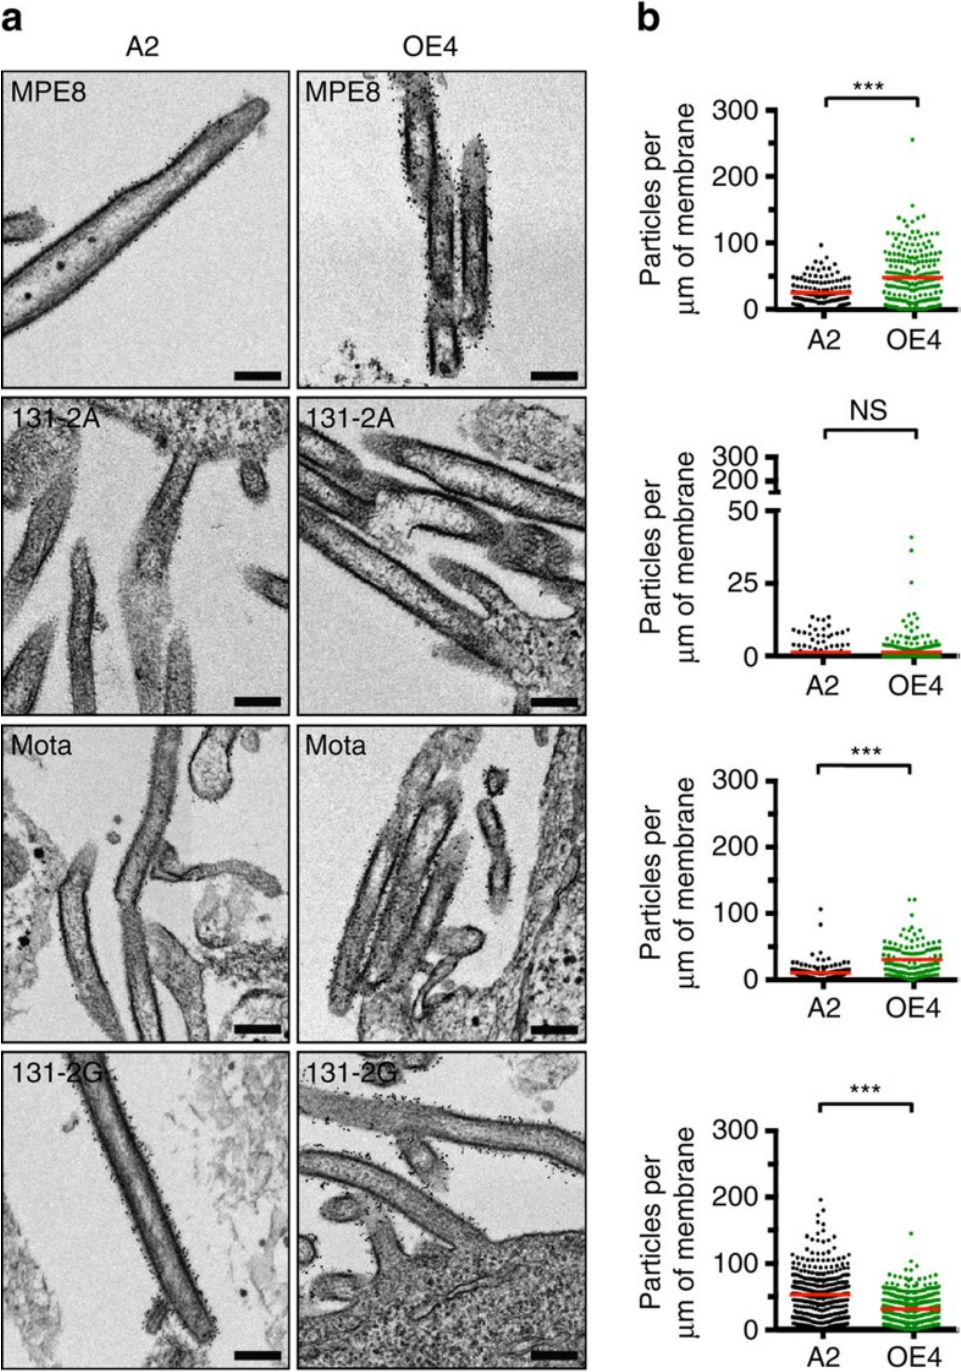 a
b
A2
OE4
MPE8
MPE8
131-2A
131-2A
Mota
Mota
131-2G
131-2G
***
Particles per
µm of membrane
300
200
100
0
A2
OE4
NS
Particles per
µm of membrane
300
200
50
25
0
A2
OE4
***
Particles per
µm of membrane
300
200
100
0
A2
OE4
***
Particles per
µm of membrane
300
200
100
0
A2
OE4